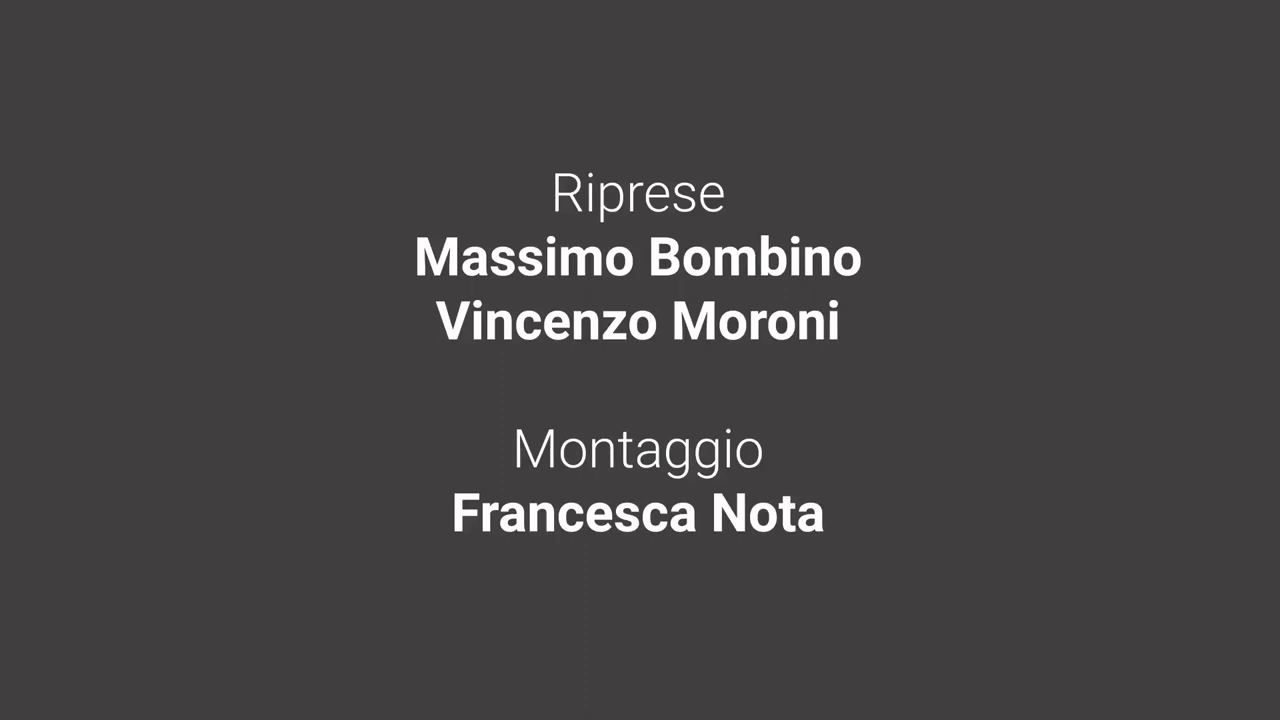 Riprese
Massimo Bombino
Vincenzo Moroni
Montaggio
Francesca Nota